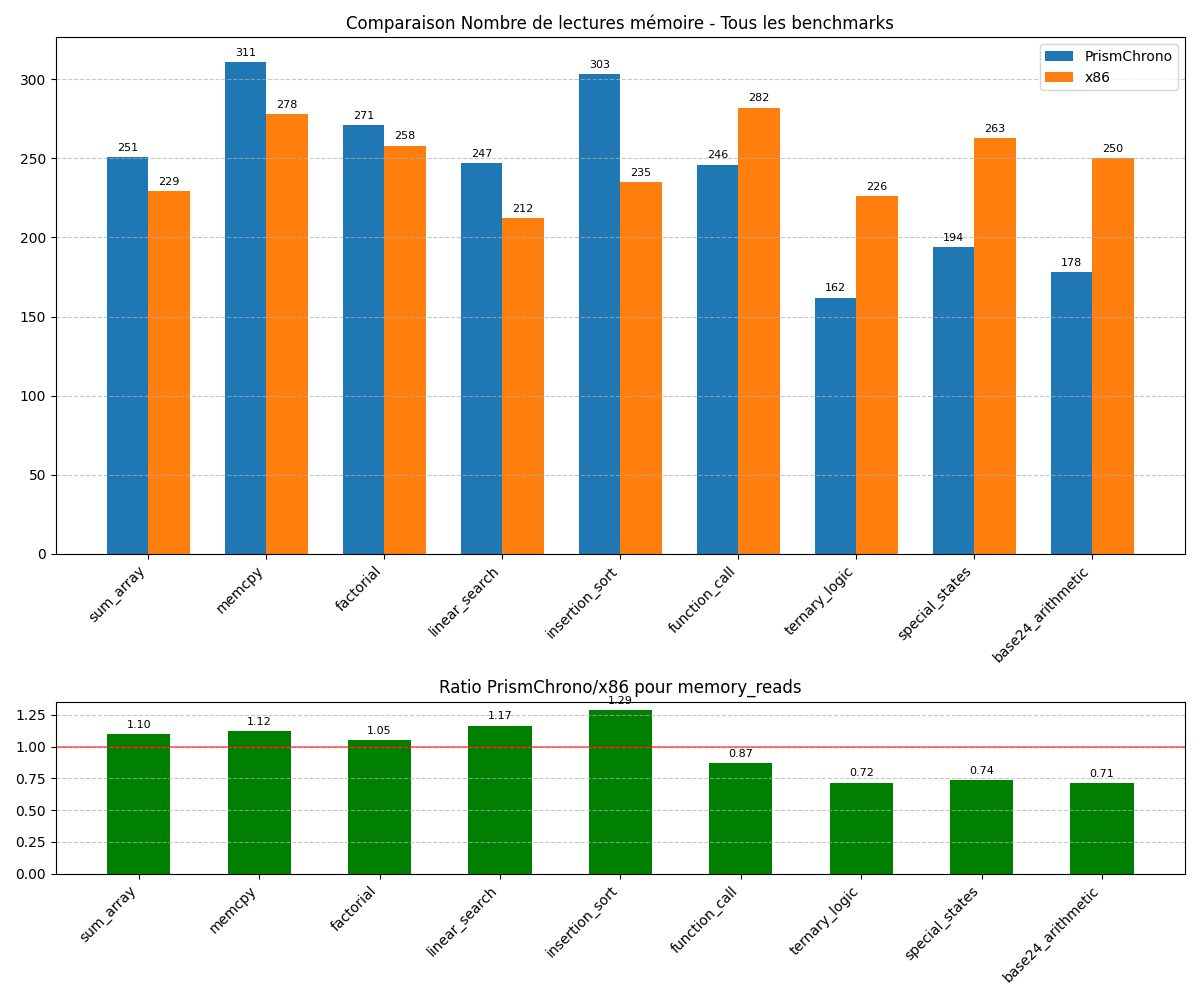 Comparaison Nombre de lectures mémoire - Tous les benchmarks
PrismChrono
x86
300
250
200
150
100
50
0
251
229
311
278
271
258
247
212
303
235
246
282
162
226
194
263
178
250
sum_array
memcpy
factorial
linear_search
insertion_sort
function_call
ternary_logic
special_states
base24_arithmetic
Ratio PrismChrono/x86 pour memory_reads
1.25
1.00
0.75
0.50
0.25
0.00
1.10
1.12
1.05
1.17
1.29
0.87
0.72
0.74
0.71
sum_array
memcpy
factorial
linear_search
insertion_sort
function_call
ternary_logic
special_states
base24_arithmetic